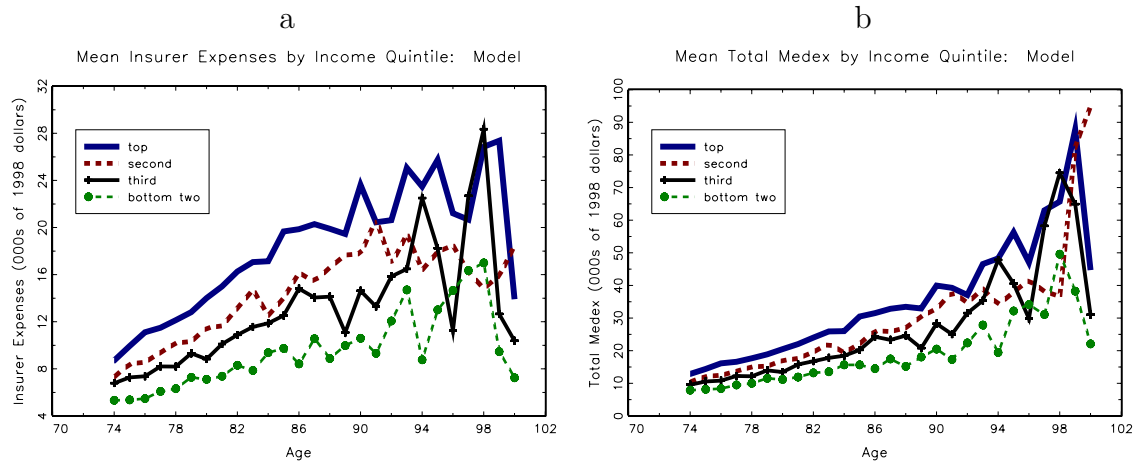 a
Mean Insurer Expenses by Income Quintile: Model
Insurer Expenses (000s of 1998 dollars)
32
28
24
20
16
12
8
4
top
second
third
bottom two
70 74 78 82 86 90 94 98 102
Age
b
Mean Total Medex by Income Quintile: Model
Total Medex (000s of 1998 dollars)
100
90
80
70
60
50
40
30
20
10
0
top
second
third
bottom two
70 74 78 82 86 90 94 98 102
Age